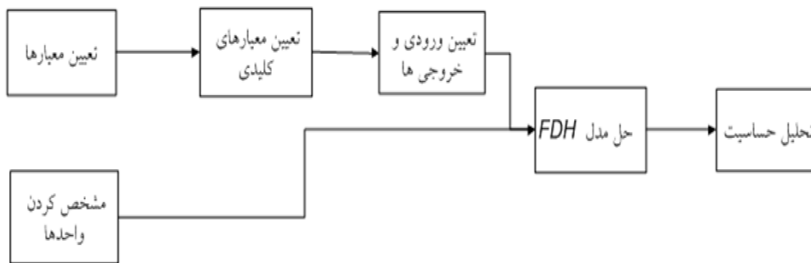 تعیین معیارها
تعیین معیارهای
کلیدی
تعیین ورودی و
خروجی ها
حل مدل FDH
تحلیل حساسیت
مشخص کردن
واحدها